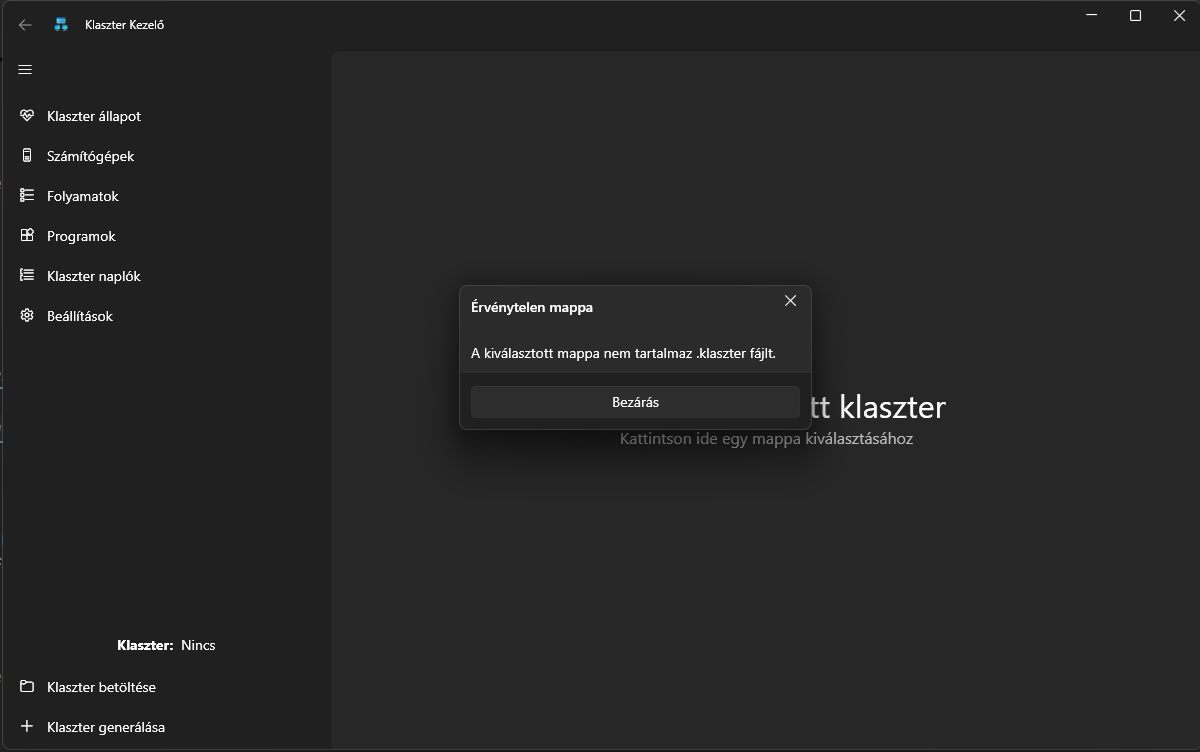 Klaszter Kezelő
Klaszter állapot
Számítógépek
Folyamatok
Programok
Klaszter naplók
Beállítások
Érvénytelen mappa
A kiválasztott mappa nem tartalmaz .klaszter fájlt.
Bezárás
klaszter
Kattintson ide egy mappa kiválasztásához
Klaszter: Nincs
Klaszter betöltése
Klaszter generálása